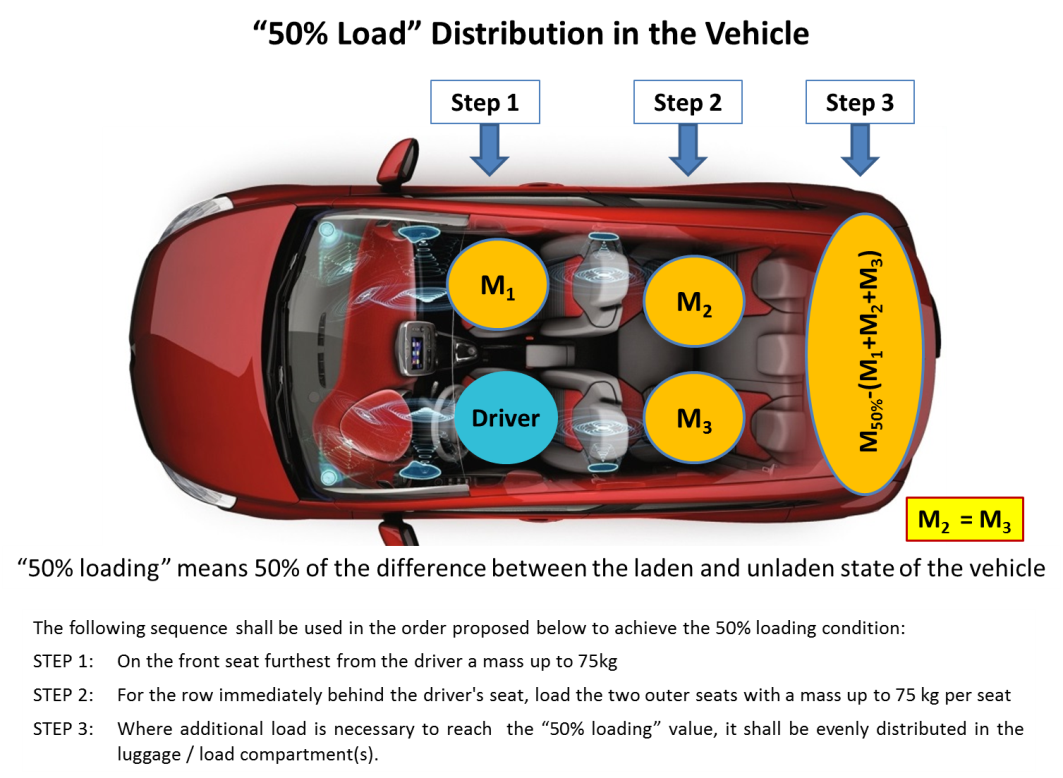 “50% Load” Distribution in the Vehicle
Step 1
Step 2
Step 3
M₁
M₂
Driver
M₃
M₅₀%-(M₁+M₂+M₃)
M₂ = M₃
“50% loading” means 50% of the difference between the laden and unladen state of the vehicle
The following sequence shall be used in the order proposed below to achieve the 50% loading condition:
STEP 1: On the front seat furthest from the driver a mass up to 75kg
STEP 2: For the row immediately behind the driver's seat, load the two outer seats with a mass up to 75 kg per seat
STEP 3: Where additional load is necessary to reach the “50% loading” value, it shall be evenly distributed in the
luggage / load compartment(s).